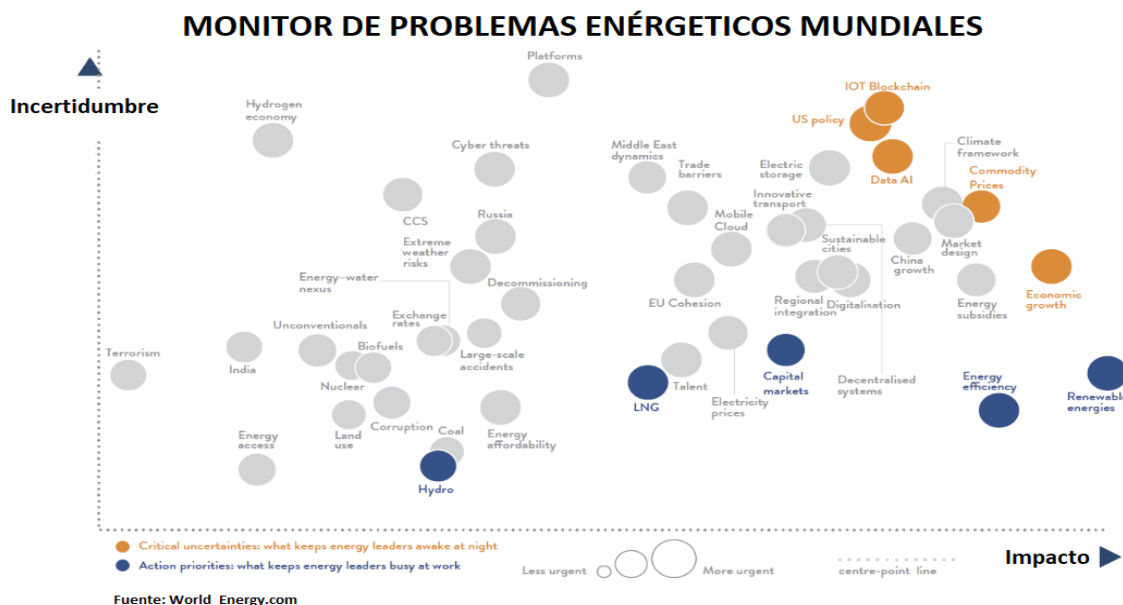 MONITOR DE PROBLEMAS ENÉRGETICOS MUNDIALES
Incertidumbre
Platforms
IOT Blockchain
Hydrogen
economy
US policy
Cyber threats
Middle East
dynamics
Trade
barriers
Electric
storage
Data AI
Climate
framework
Commodity
Prices
CCS
Russia
Innovative
transport
Mobile
Cloud
Extreme
weather
risks
Sustainable
cities
China
growth
Market
design
Energy-water
nexus
Decommissioning
EU Cohesion
Regional
integration
Digitalisation
Energy
subsidies
Economic
growth
Unconventionals
Exchange
rates
Terrorism
India
Biofuels
Nuclear
Large-scale
accidents
LNG
Talent
Capital
markets
Electricity
prices
Decentralised
systems
Energy
efficiency
Renewable
energies
Energy
access
Land
use
Corruption
Coal
Energy
affordability
Hydro
Critical uncertainties: what keeps energy leaders awake at night
Action priorities: what keeps energy leaders busy at work
Less urgent
More urgent
centre-point line
Impacto
Fuente: World Energy.com